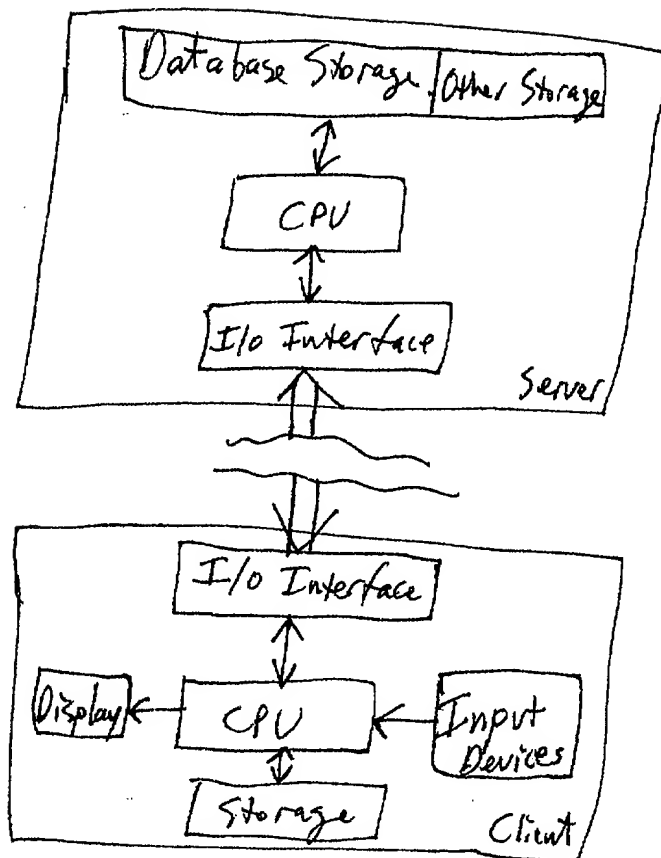 Database Storage
Other Storage
CPU
I/O Interface
Server
I/O Interface
Display
CPU
Input
Devices
Storage
Client